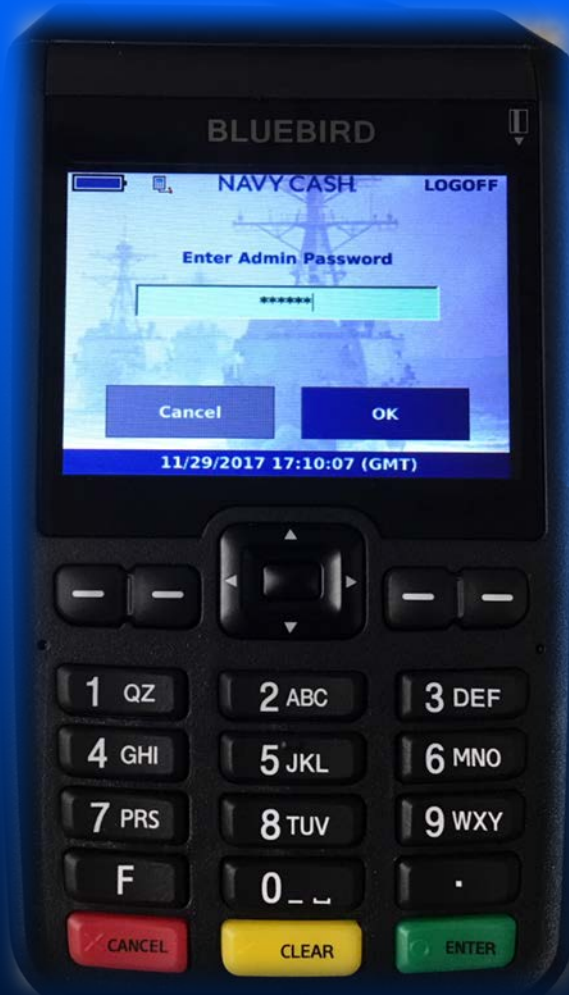 BLUEBIRD
NAVY CASH LOGOFF
Enter Admin Password
******
Cancel OK
11/29/2017 17:10:07 (GMT)
1 QZ 2 ABC 3 DEF
4 GHI 5 JKL 6 MNO
7 PRS 8 TUV 9 WXY
F 0 _ ⎵ .
CANCEL CLEAR ENTER